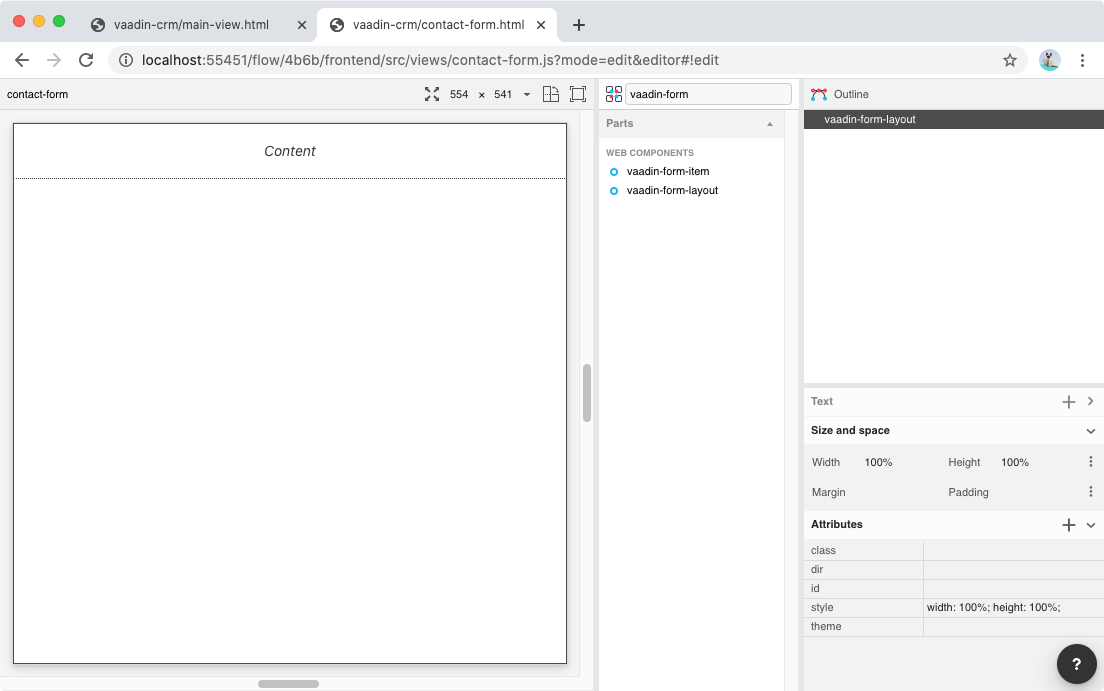 vaadin-crm/main-view.html
vaadin-crm/contact-form.html
localhost:55451/flow/4b6b/frontend/src/views/contact-form.js?mode=edit&editor#!edit
contact-form
554 × 541
vaadin-form
Outline
Content
Parts
WEB COMPONENTS
vaadin-form-item
vaadin-form-layout
vaadin-form-layout
Text
Size and space
Width 100% Height 100%
Margin Padding
Attributes
class
dir
id
style width: 100%; height: 100%;
theme
?